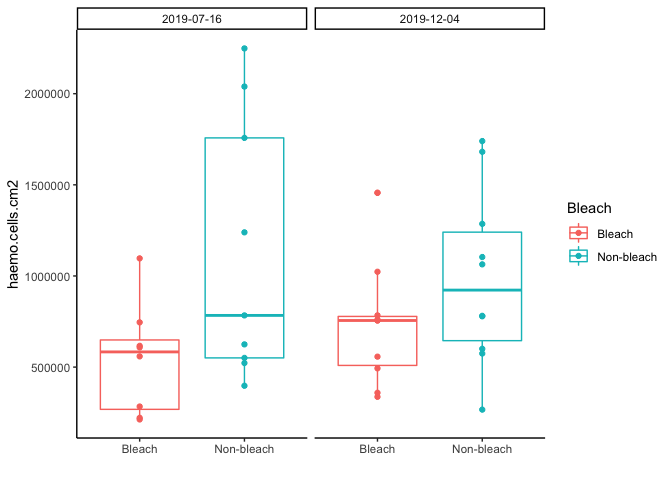 2019-07-16
2019-12-04
haemo.cells.cm2
2000000
1500000
1000000
500000
Bleach
Non-bleach
Bleach
Non-bleach
Bleach
Bleach
Non-bleach